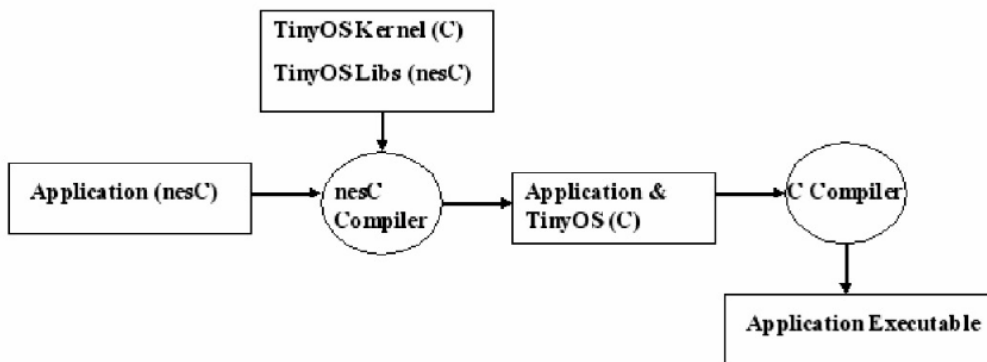 TinyOS Kernel (C)
TinyOS Libs (nesC)
Application (nesC)
nesC
Compiler
Application &
TinyOS (C)
C Compiler
Application Executable